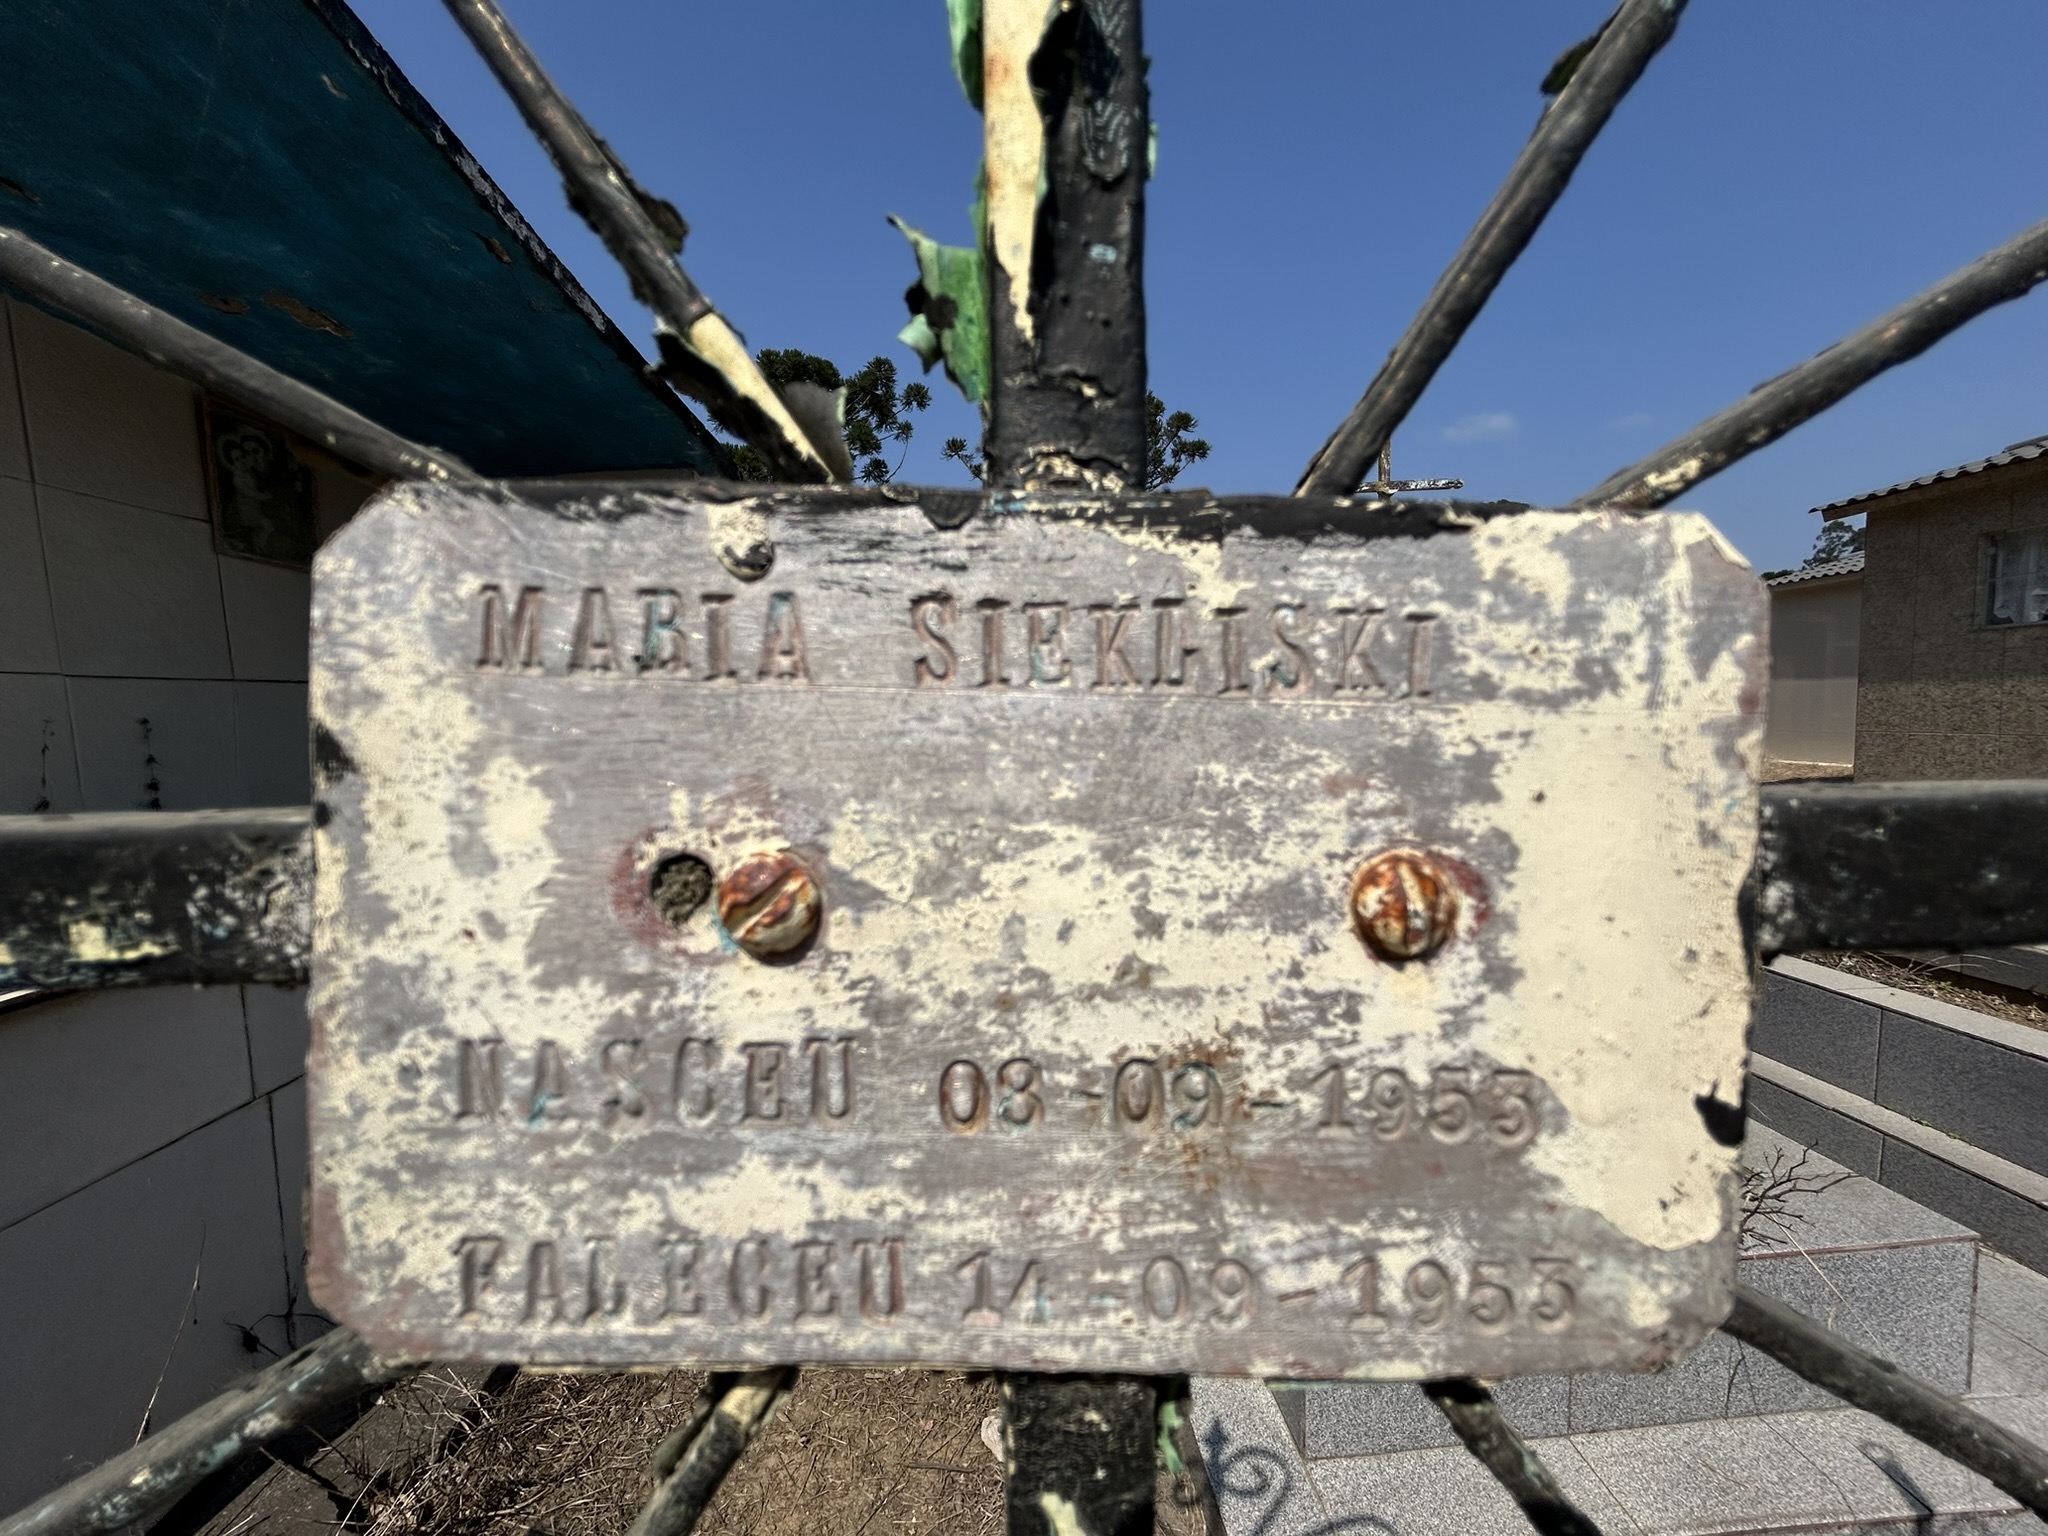 MARIA SIEKLISKI
NASCEU 08-09-1953
FALECEU 14-09-1953